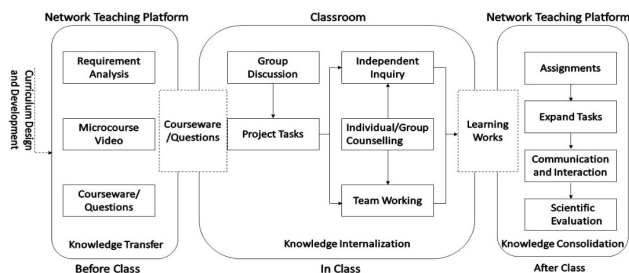 Network Teaching Platform
Classroom
Network Teaching Platform
Curriculum Design
and Development
Requirement
Analysis
Microcourse
Video
Courseware/
Questions
Knowledge Transfer
Before Class
Courseware
/Questions
Group
Discussion
Project Tasks
Independent
Inquiry
Individual/Group
Counselling
Team Working
Knowledge Internalization
In Class
Learning
Works
Assignments
Expand Tasks
Communication
and Interaction
Scientific
Evaluation
Knowledge Consolidation
After Class